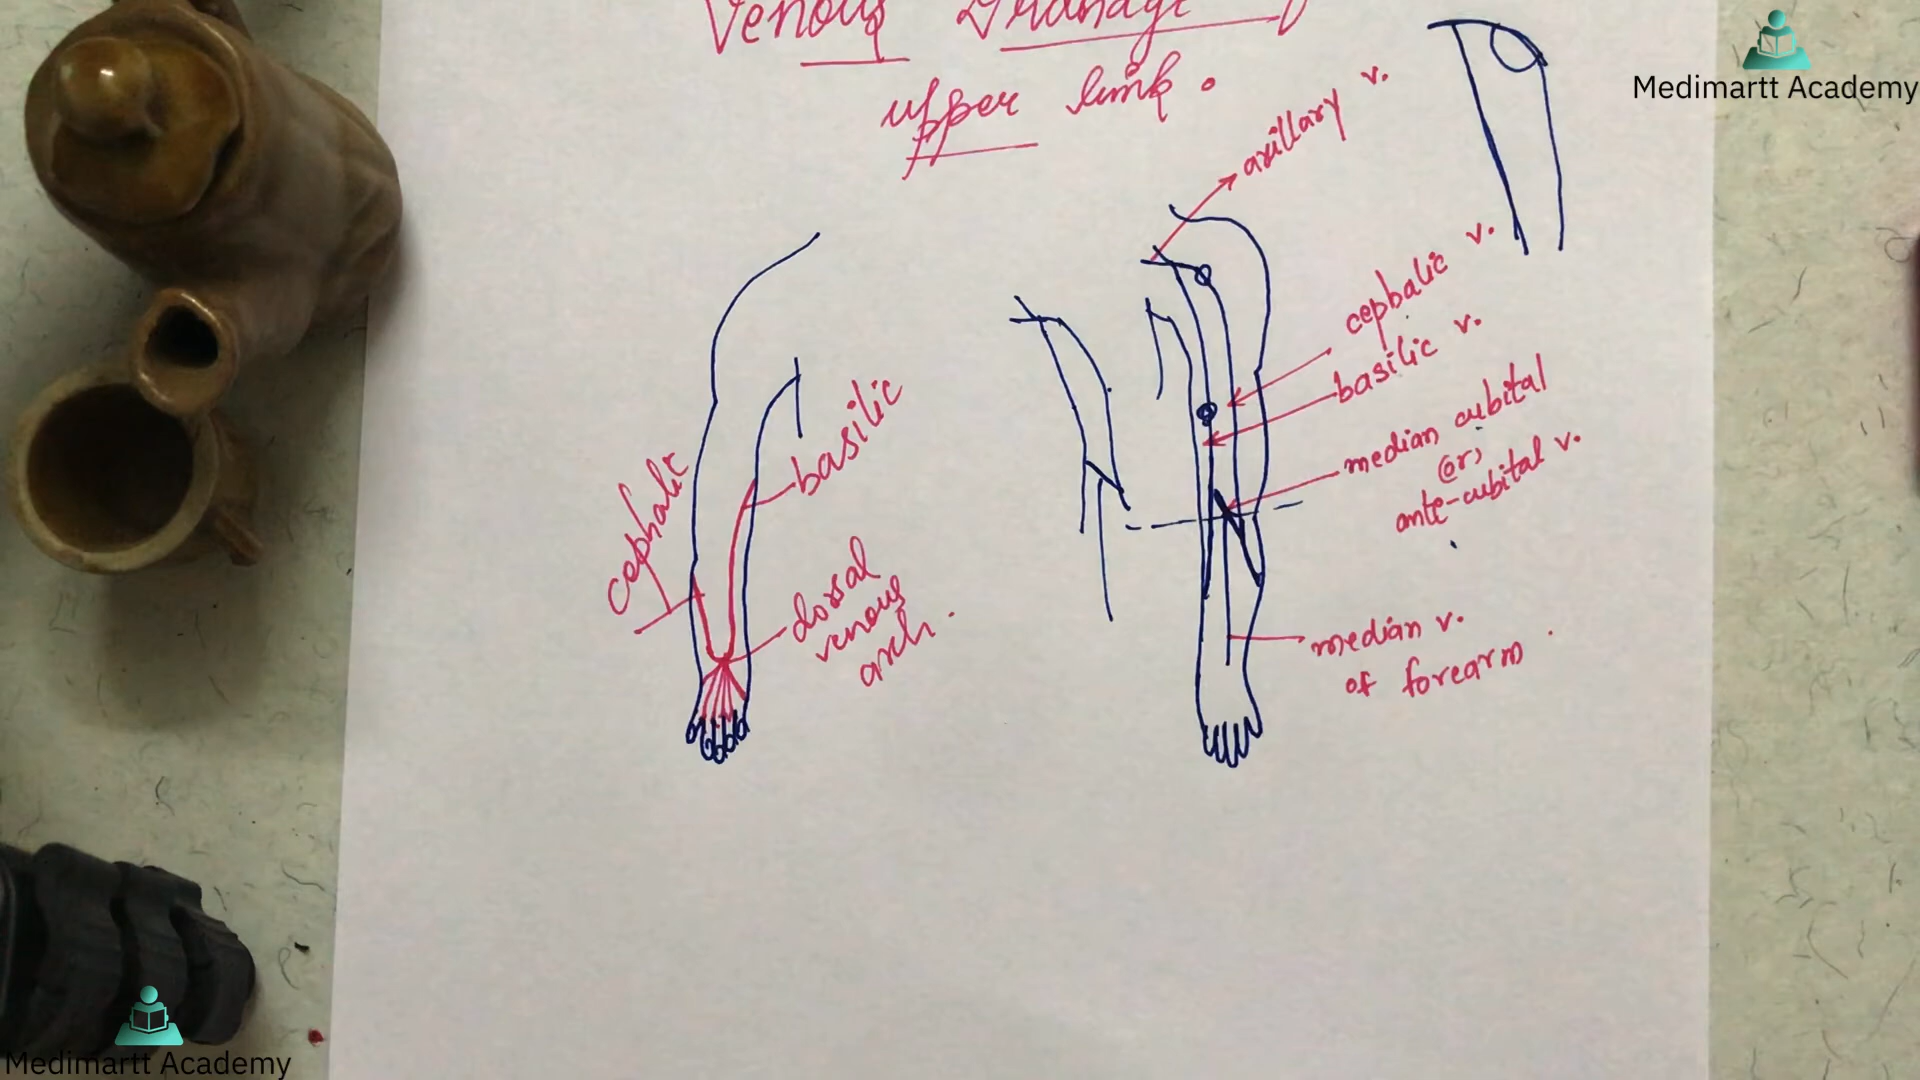 Venous Drainage of
upper limb.
Medimartt Academy
axillary v.
cephalic v.
basilic v.
median cubital
(or)
ante-cubital v.
median v.
of forearm
cephalic
basilic
dorsal
venous
arch.
Medimartt Academy